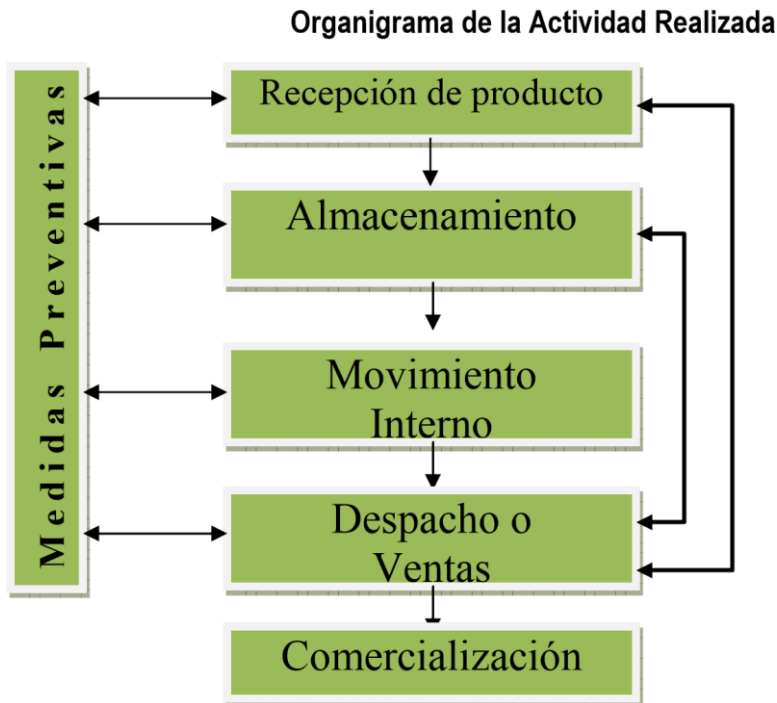 Organigrama de la Actividad Realizada
Medidas Preventivas
Recepción de producto
Almacenamiento
Movimiento
Interno
Despacho o
Ventas
Comercialización